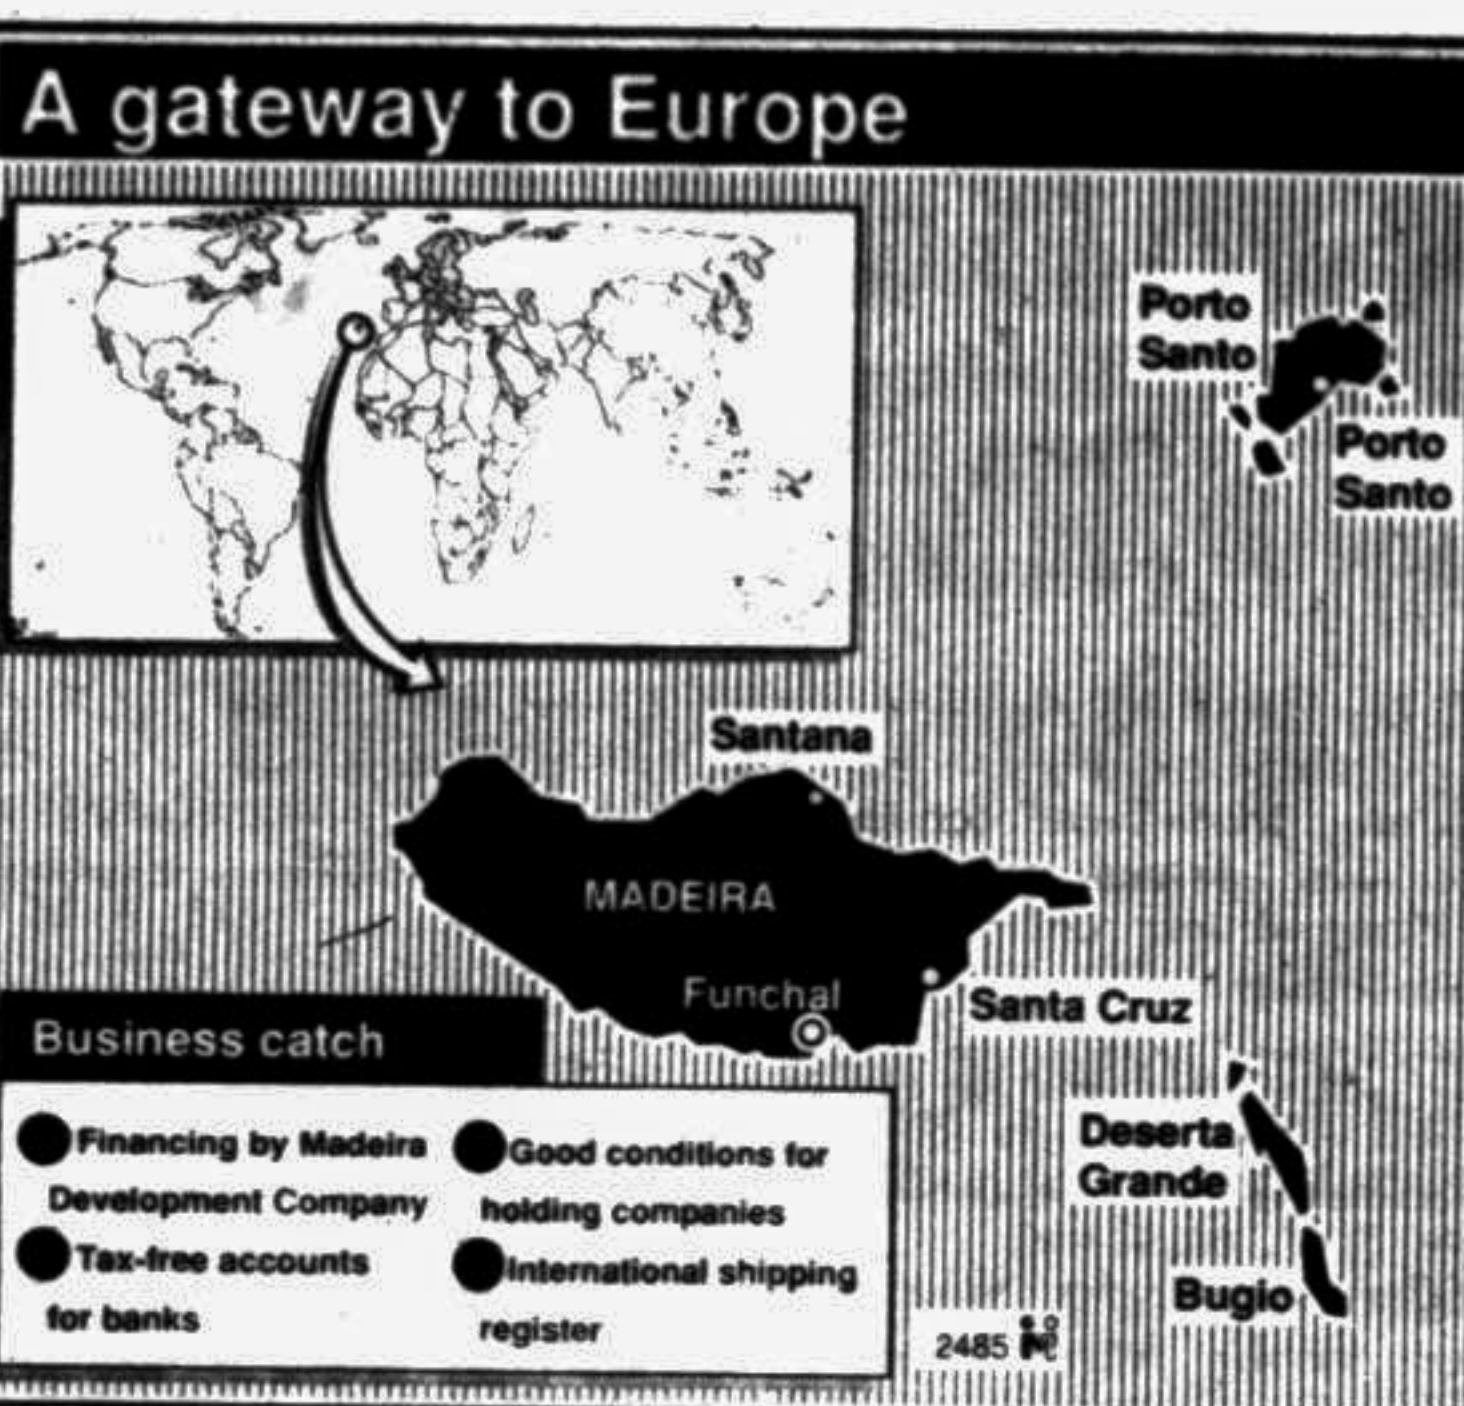 A gateway to Europe
Porto
Santo
Porto
Santo
Santana
MADEIRA
Funchal
Santa Cruz
Business catch
Financing by Madeira
Development Company
Tax-free accounts
for banks
Good conditions for
holding companies
International shipping
register
Deserta
Grande
Bugio
2485